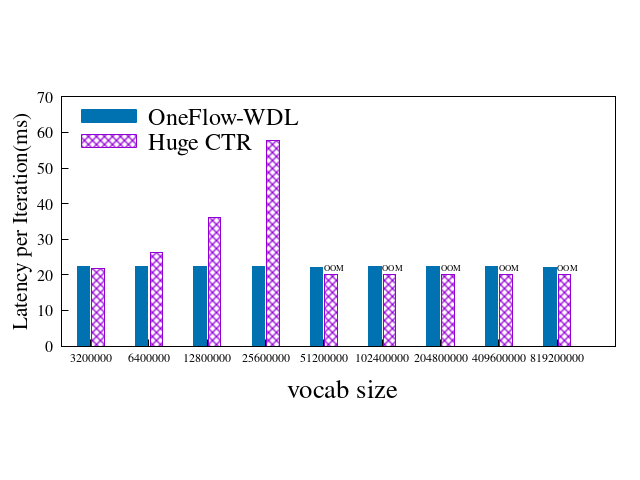 70
60
50
40
30
20
10
0
Latency per Iteration(ms)
OneFlow-WDL
Huge CTR
OOM OOM OOM OOM OOM
3200000 6400000 12800000 25600000 51200000 102400000 204800000 409600000 819200000
vocab size